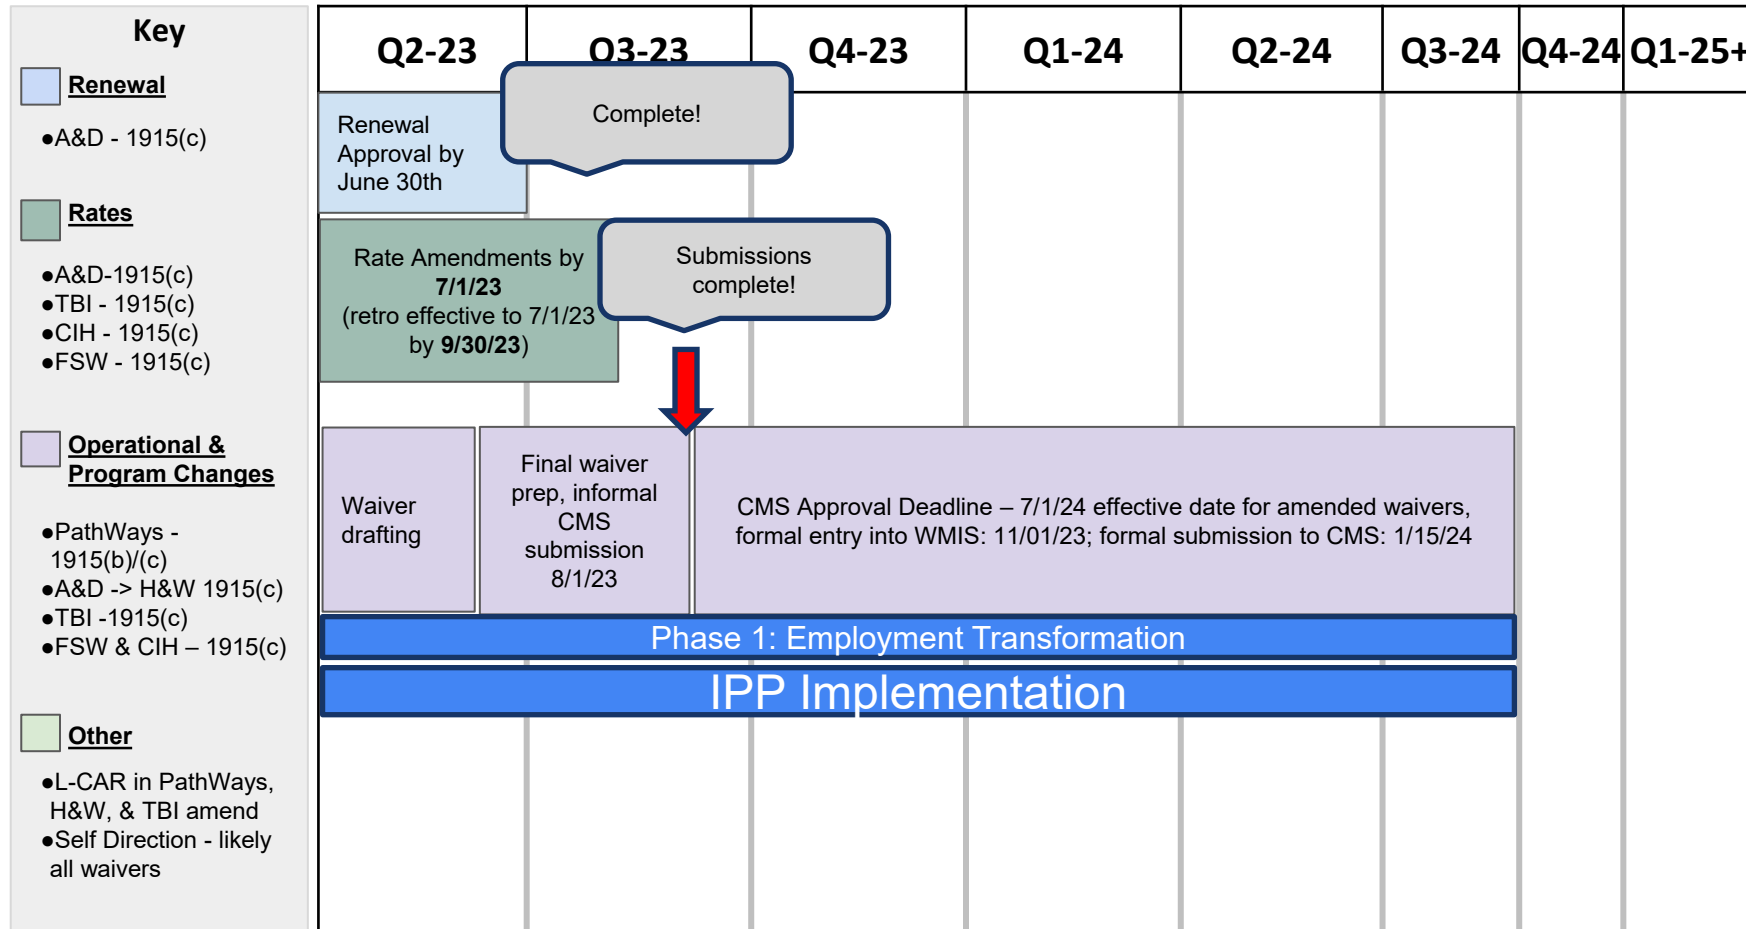 Key
Renewal
●A&D - 1915(c)
Rates
●A&D-1915(c)
●TBI - 1915(c)
●CIH - 1915(c)
●FSW - 1915(c)
Operational &
Program Changes
●PathWays -
1915(b)/(c)
●A&D -> H&W 1915(c)
●TBI -1915(c)
●FSW & CIH – 1915(c)
Other
●L-CAR in PathWays,
H&W, & TBI amend
●Self Direction - likely
all waivers
Q2-23 Q3-23 Q4-23 Q1-24 Q2-24 Q3-24 Q4-24 Q1-25+
Renewal
Approval by
June 30th
Complete!
Rate Amendments by
7/1/23
(retro effective to 7/1/23
by 9/30/23)
Submissions
complete!
Waiver
drafting
Final waiver
prep, informal
CMS
submission
8/1/23
CMS Approval Deadline – 7/1/24 effective date for amended waivers,
formal entry into WMIS: 11/01/23; formal submission to CMS: 1/15/24
Phase 1: Employment Transformation
IPP Implementation